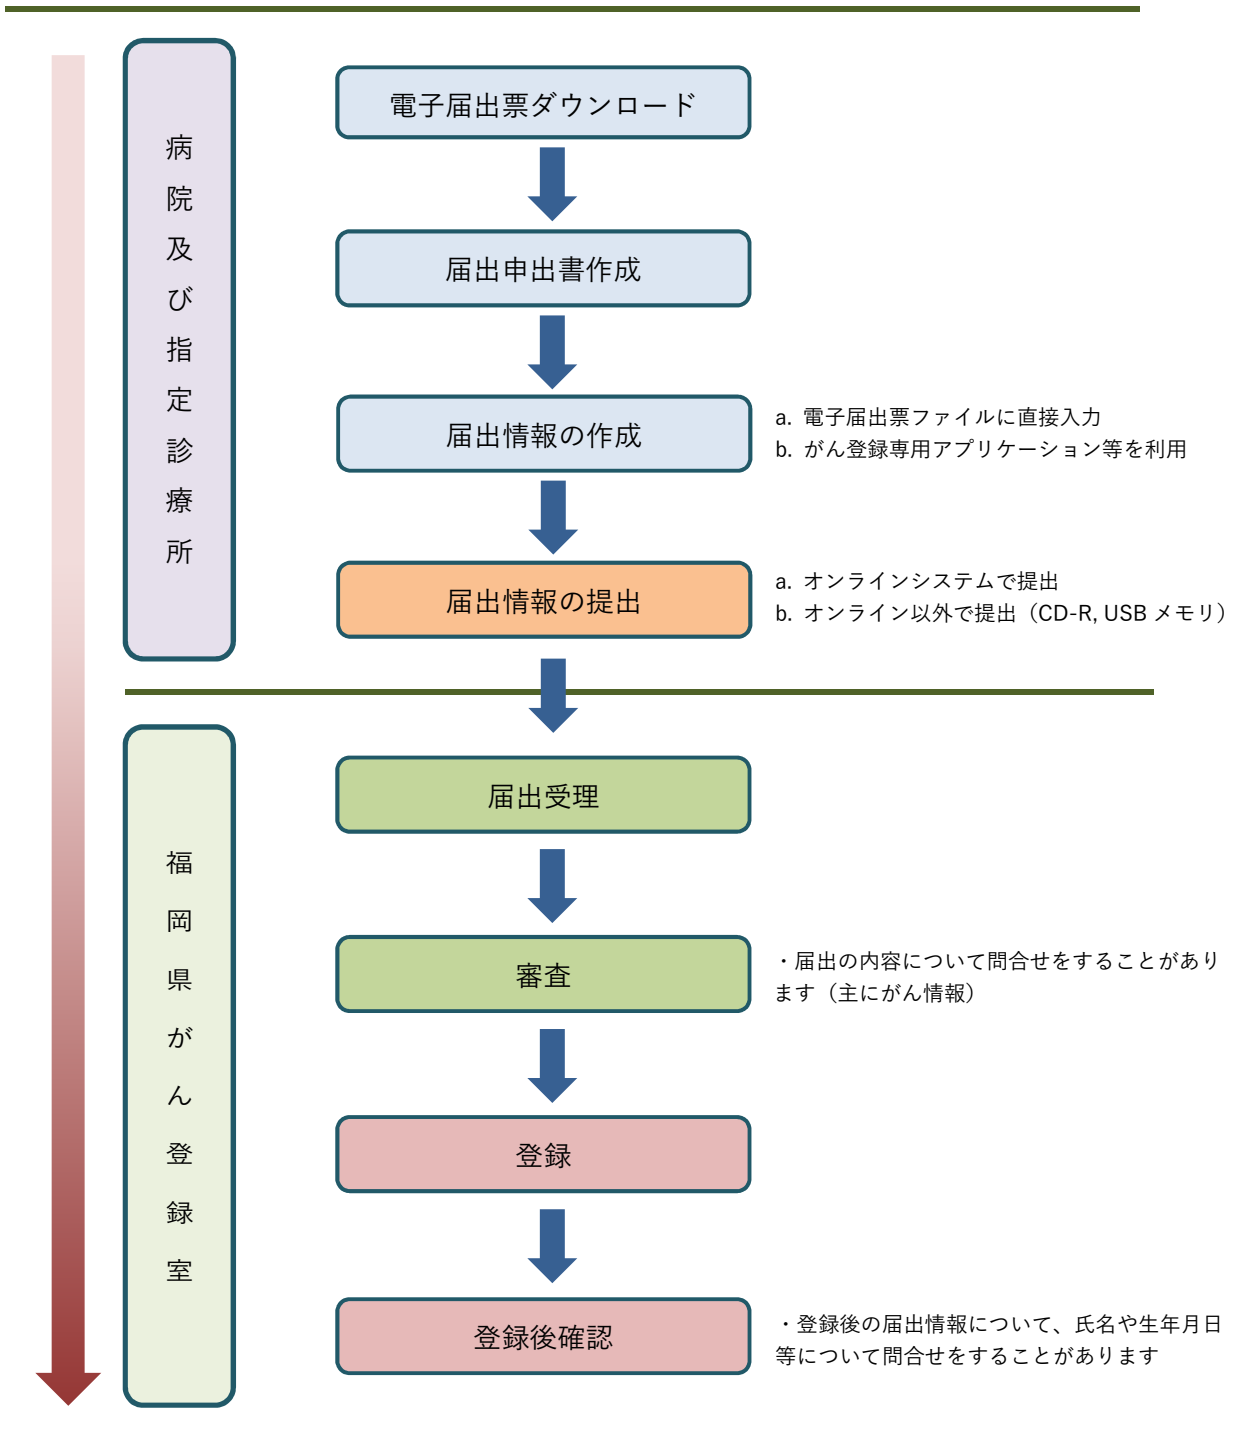 病院及び指定診療所
電子届出票ダウンロード
届出申出書作成
届出情報の作成
a. 電子届出票ファイルに直接入力
b. がん登録専用アプリケーション等を利用
届出情報の提出
a. オンラインシステムで提出
b. オンライン以外で提出（CD-R, USB メモリ）
福岡県がん登録室
届出受理
審査
・届出の内容について問合せをすることがあり
ます（主にがん情報）
登録
登録後確認
・登録後の届出情報について、氏名や生年月日
等について問合せをすることがあります